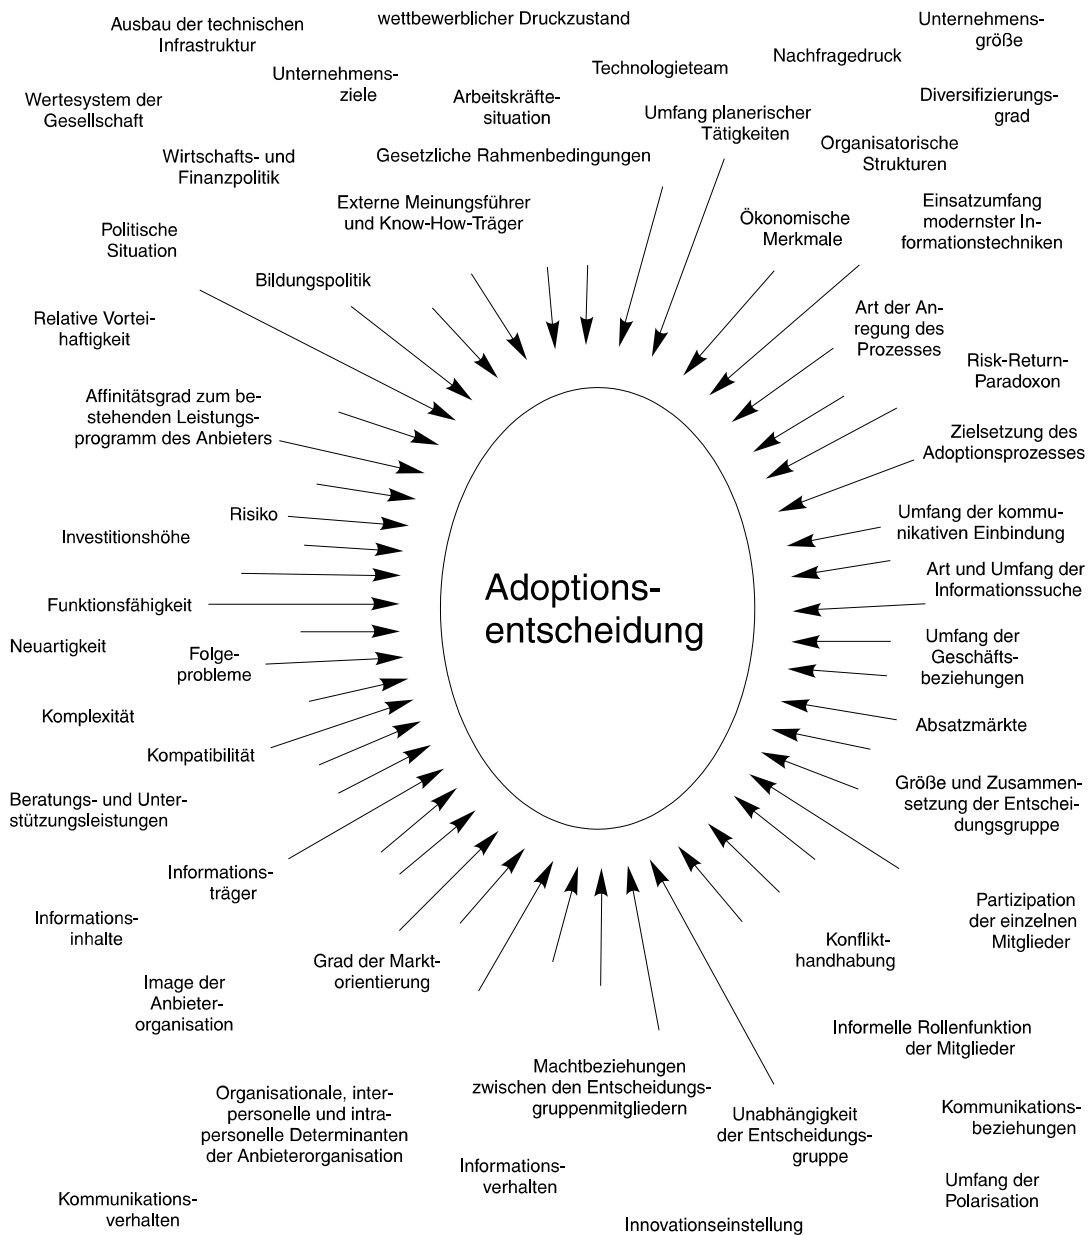 Ausbau der technischen
Infrastruktur
wettbewerblicher Druckzustand
Unternehmens-
größe
Nachfragedruck
Technologieteam
Unternehmens-
ziele
Arbeitskräfte-
situation
Wertesystem der
Gesellschaft
Umfang planerischer
Tätigkeiten
Diversifizierungs-
grad
Wirtschafts- und
Finanzpolitik
Gesetzliche Rahmenbedingungen
Organisatorische
Strukturen
Externe Meinungsführer
und Know-How-Träger
Einsatzumfang
modernster In-
formationstechniken
Ökonomische
Merkmale
Politische
Situation
Bildungspolitik
Relative Vortei-
haftigkeit
Art der An-
regung des
Prozesses
Risk-Return-
Paradoxon
Affinitätsgrad zum be-
stehenden Leistungs-
programm des Anbieters
Zielsetzung des
Adoptionsprozesses
Risiko
Umfang der kommu-
nikativen Einbindung
Investitionshöhe
Art und Umfang der
Informationssuche
Adoptions-
entscheidung
Funktionsfähigkeit
Neuartigkeit
Folge-
probleme
Umfang der
Geschäfts-
beziehungen
Komplexität
Absatzmärkte
Kompatibilität
Beratungs- und Unter-
stützungsleistungen
Größe und Zusammen-
setzung der Entschei-
dungsgruppe
Informations-
träger
Informations-
inhalte
Partizipation
der einzelnen
Mitglieder
Konflikt-
handhabung
Grad der Markt-
orientierung
Image der
Anbieter-
organisation
Informelle Rollenfunktion
der Mitglieder
Machtbeziehungen
zwischen den Entscheidungs-
gruppenmitgliedern
Organisationale, inter-
personelle und intra-
personelle Determinanten
der Anbieterorganisation
Unabhängigkeit
der Entscheidungs-
gruppe
Kommunikations-
beziehungen
Informations-
verhalten
Umfang der
Polarisation
Kommunikations-
verhalten
Innovationseinstellung